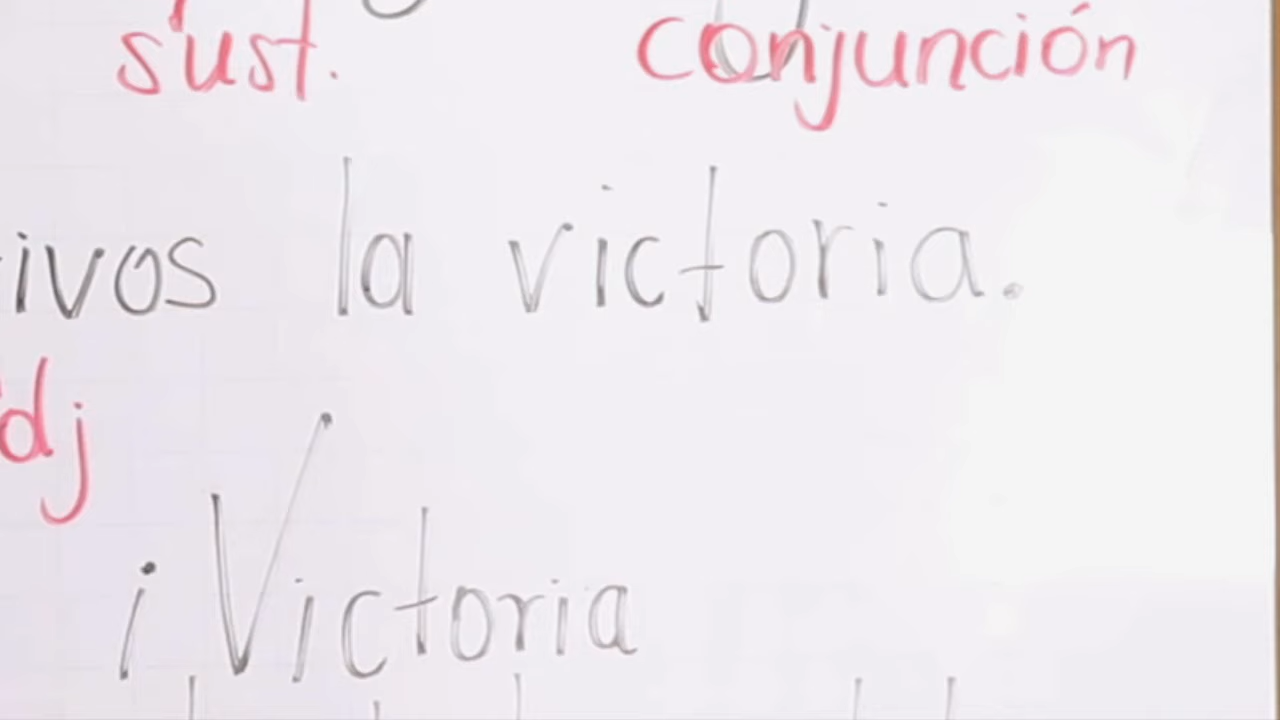 sust. conjunción
ivos la victoria.
dj
¡Victoria